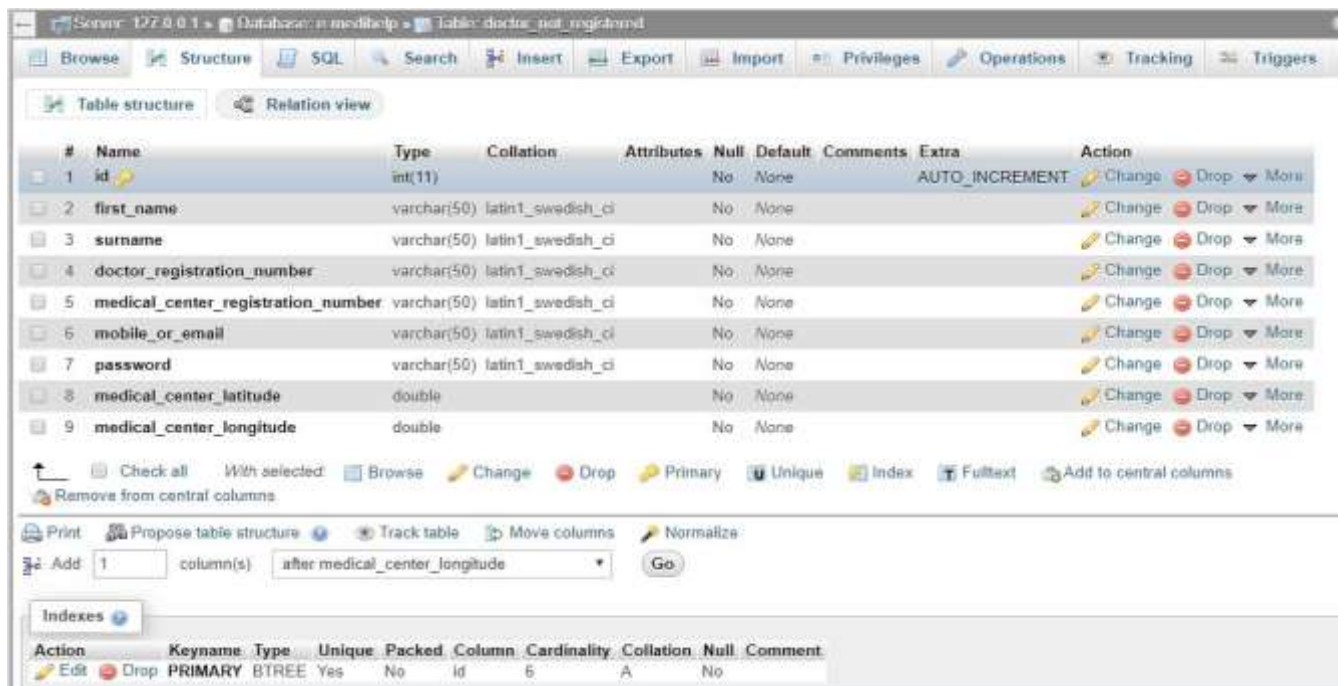 Server: 127.0.0.1 » Database: e medihelp » Table: doctor_not_registered
Browse Structure SQL Search Insert Export Import Privileges Operations Tracking Triggers
Table structure Relation view
# Name Type Collation Attributes Null Default Comments Extra Action
1 id int(11) No None AUTO_INCREMENT Change Drop More
2 first_name varchar(50) latin1_swedish_ci No None Change Drop More
3 surname varchar(50) latin1_swedish_ci No None Change Drop More
4 doctor_registration_number varchar(50) latin1_swedish_ci No None Change Drop More
5 medical_center_registration_number varchar(50) latin1_swedish_ci No None Change Drop More
6 mobile_or_email varchar(50) latin1_swedish_ci No None Change Drop More
7 password varchar(50) latin1_swedish_ci No None Change Drop More
8 medical_center_latitude double No None Change Drop More
9 medical_center_longitude double No None Change Drop More
Check all With selected: Browse Change Drop Primary Unique Index Fulltext Add to central columns
Remove from central columns
Print Propose table structure Track table Move columns Normalize
Add 1 column(s) after medical_center_longitude Go
Indexes
Action Keyname Type Unique Packed Column Cardinality Collation Null Comment
Edit Drop PRIMARY BTREE Yes No id 6 A No